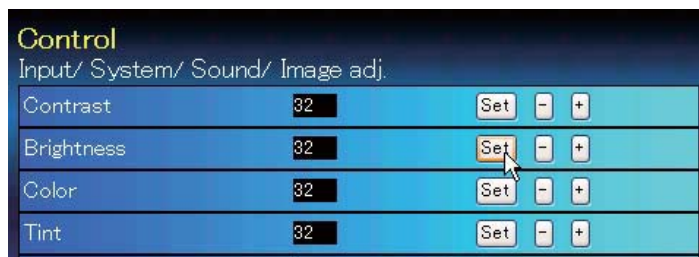 Control
Input/ System/ Sound/ Image adj.
Contrast 32 Set - +
Brightness 32 Set - +
Color 32 Set - +
Tint 32 Set - +